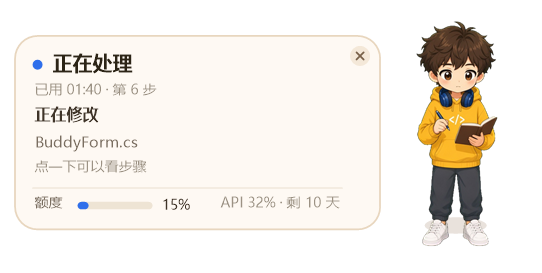 正在处理
已用 01:40 · 第 6 步
正在修改
BuddyForm.cs
点一下可以看步骤
额度 15% API 32% · 剩 10 天
</>